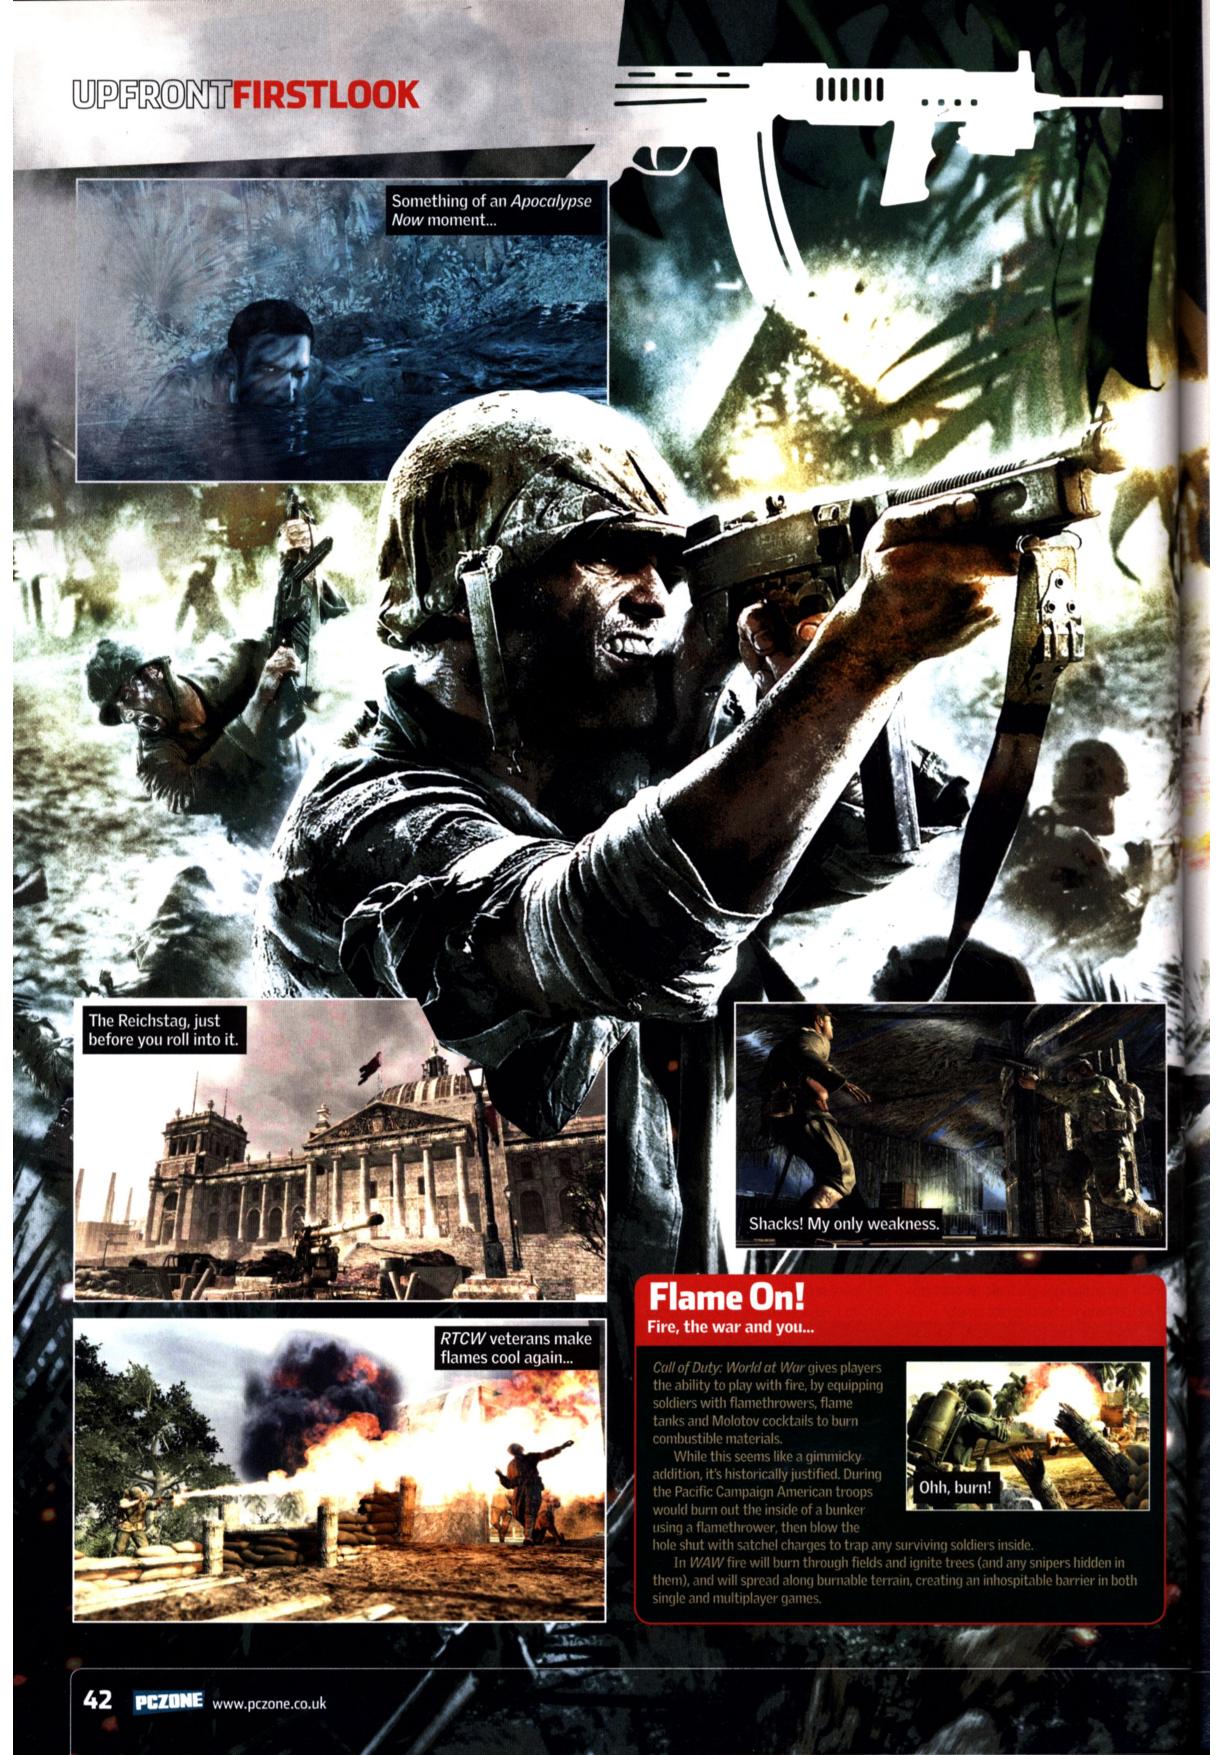 UPFRONTFIRSTLOOK
Something of an Apocalypse
Now moment...
The Reichstag, just
before you roll into it.
Shacks! My only weakness.
RTCW veterans make
flames cool again...
Flame On!
Fire, the war and you...
Call of Duty: World at War gives players
the ability to play with fire, by equipping
soldiers with flamethrowers, flame
tanks and Molotov cocktails to burn
combustible materials.
While this seems like a gimmicky
addition, it's historically justified. During
the Pacific Campaign American troops
would burn out the inside of a bunker
using a flamethrower, then blow the
hole shut with satchel charges to trap any surviving soldiers inside.
In WAW fire will burn through fields and ignite trees (and any snipers hidden in
them), and will spread along burnable terrain, creating an inhospitable barrier in both
single and multiplayer games.
Ohh, burn!
42 PCZONE www.pczone.co.uk